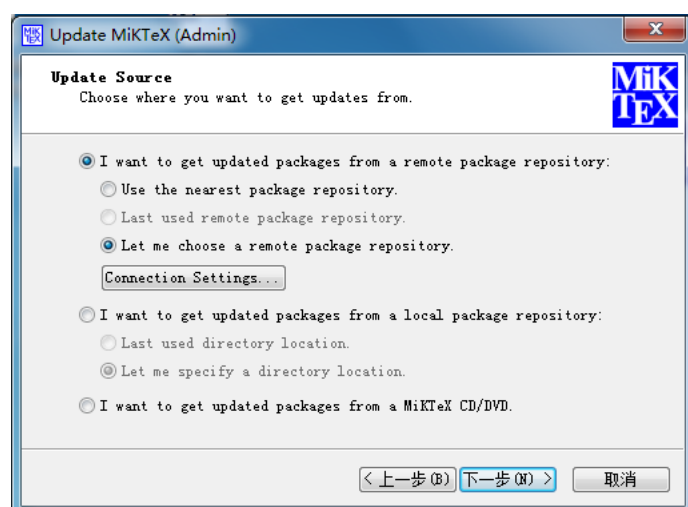 Update MiKTeX (Admin)
Update Source
Choose where you want to get updates from.
MiK
TEX
I want to get updated packages from a remote package repository:
Use the nearest package repository.
Last used remote package repository.
Let me choose a remote package repository.
Connection Settings...
I want to get updated packages from a local package repository:
Last used directory location.
Let me specify a directory location.
I want to get updated packages from a MiKTeX CD/DVD.
< 上一步(B) 下一步(N) > 取消